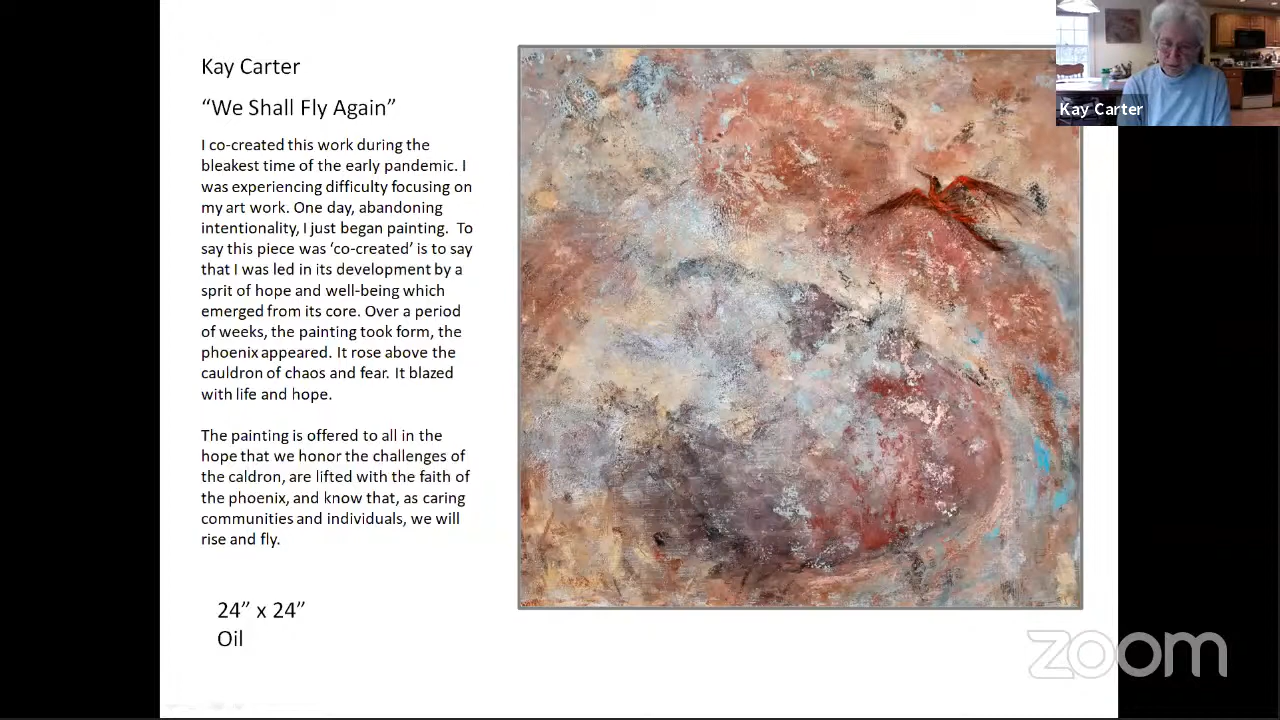 Kay Carter
“We Shall Fly Again”
I co-created this work during the
bleakest time of the early pandemic. I
was experiencing difficulty focusing on
my art work. One day, abandoning
intentionality, I just began painting. To
say this piece was ‘co-created’ is to say
that I was led in its development by a
sprit of hope and well-being which
emerged from its core. Over a period
of weeks, the painting took form, the
phoenix appeared. It rose above the
cauldron of chaos and fear. It blazed
with life and hope.
The painting is offered to all in the
hope that we honor the challenges of
the caldron, are lifted with the faith of
the phoenix, and know that, as caring
communities and individuals, we will
rise and fly.
24” x 24”
Oil
Kay Carter
zoom